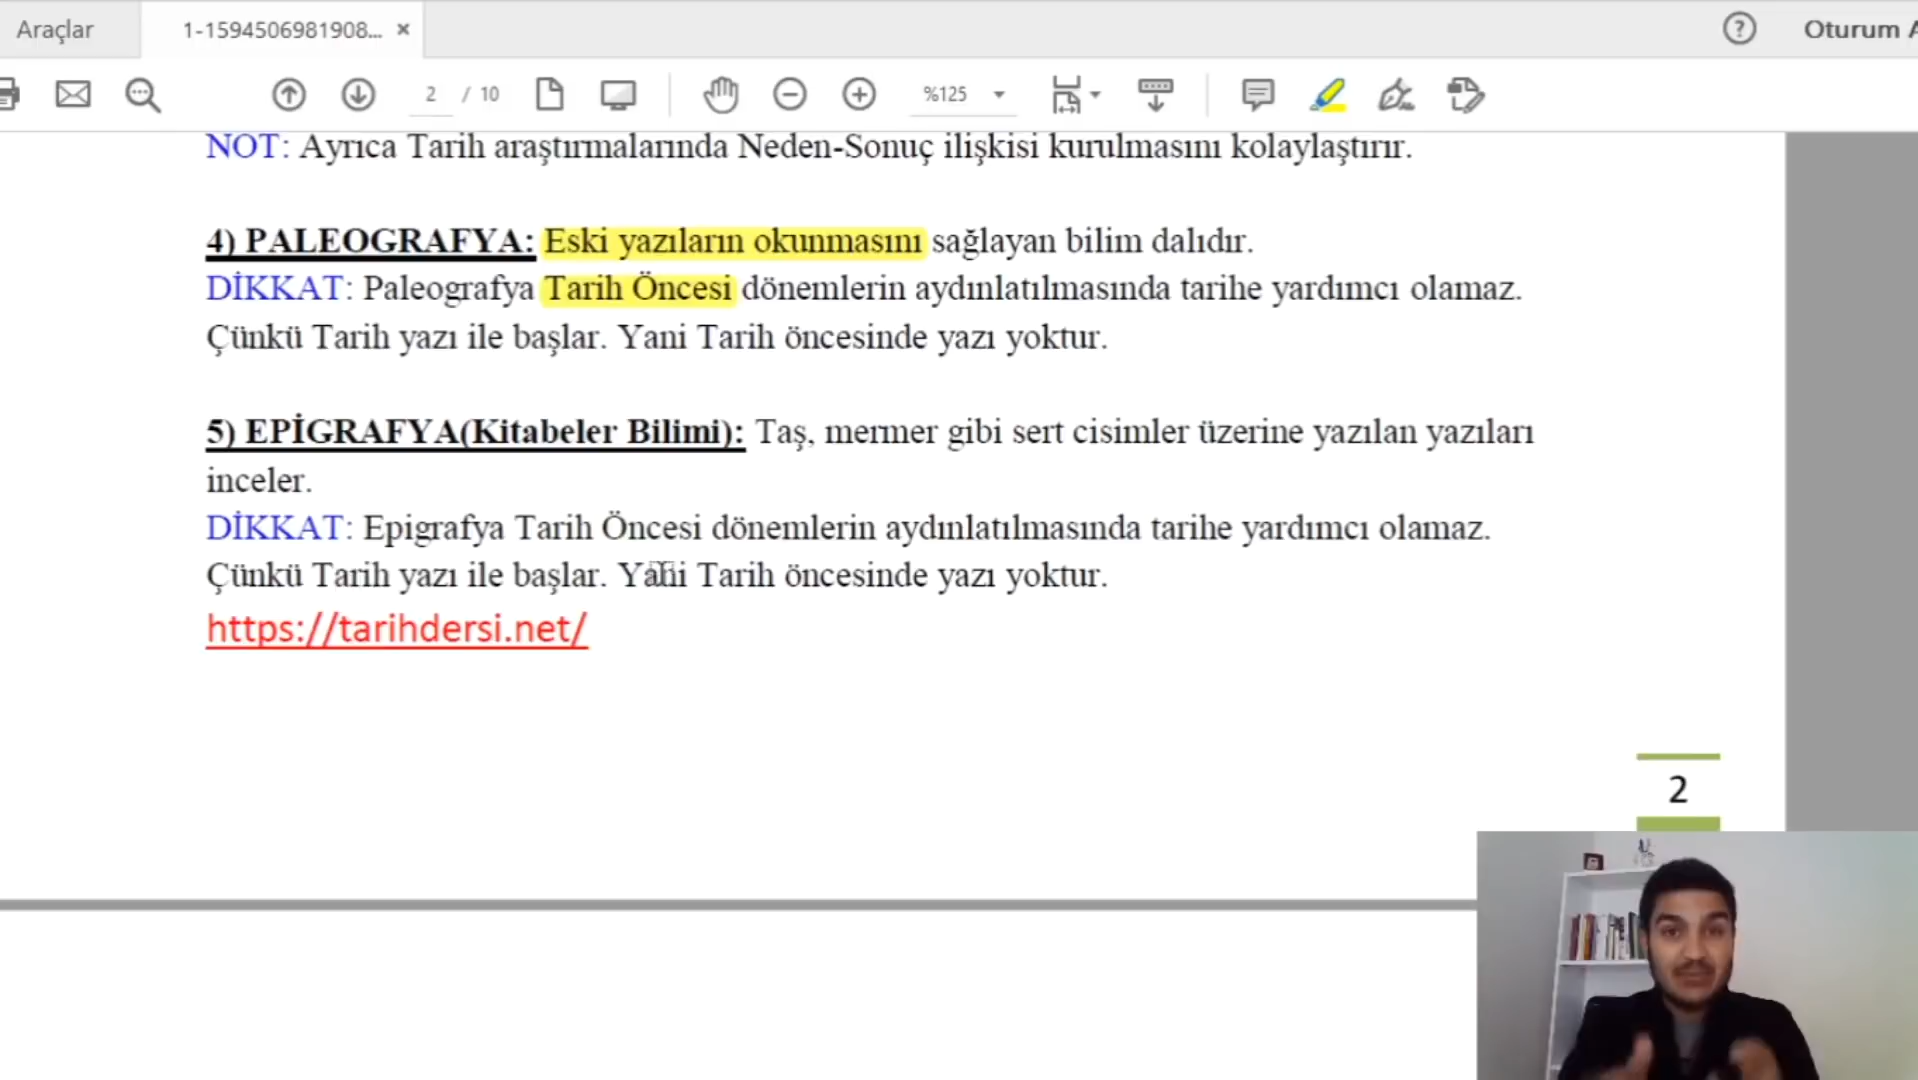 Araçlar
1-1594506981908...
Oturum A
2 / 10
%125
NOT: Ayrıca Tarih araştırmalarında Neden-Sonuç ilişkisi kurulmasını kolaylaştırır.
4) PALEOGRAFYA: Eski yazıların okunmasını sağlayan bilim dalıdır.
DİKKAT: Paleografya Tarih Öncesi dönemlerin aydınlatılmasında tarihe yardımcı olamaz.
Çünkü Tarih yazı ile başlar. Yani Tarih öncesinde yazı yoktur.
5) EPİGRAFYA(Kitabeler Bilimi): Taş, mermer gibi sert cisimler üzerine yazılan yazıları
inceler.
DİKKAT: Epigrafya Tarih Öncesi dönemlerin aydınlatılmasında tarihe yardımcı olamaz.
Çünkü Tarih yazı ile başlar. Yani Tarih öncesinde yazı yoktur.
https://tarihdersi.net/
2